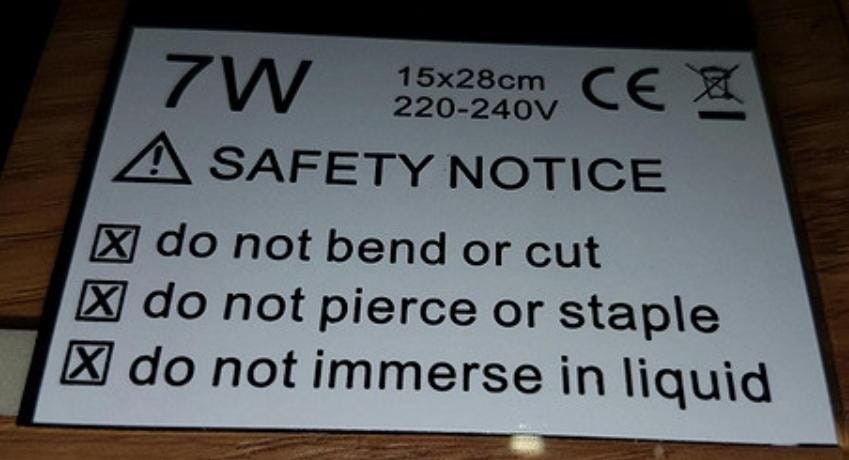 7W
15x28cm
220-240V
CE
SAFETY NOTICE
do not bend or cut
do not pierce or staple
do not immerse in liquid